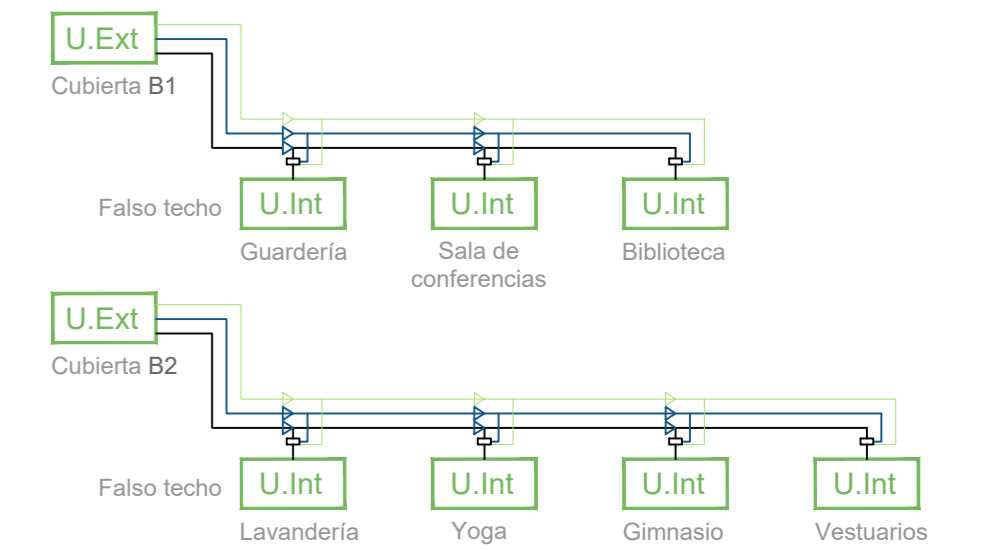 U.Ext
Cubierta B1
Falso techo
U.Int
U.Int
U.Int
Guardería
Sala de
conferencias
Biblioteca
U.Ext
Cubierta B2
Falso techo
U.Int
U.Int
U.Int
U.Int
Lavandería
Yoga
Gimnasio
Vestuarios